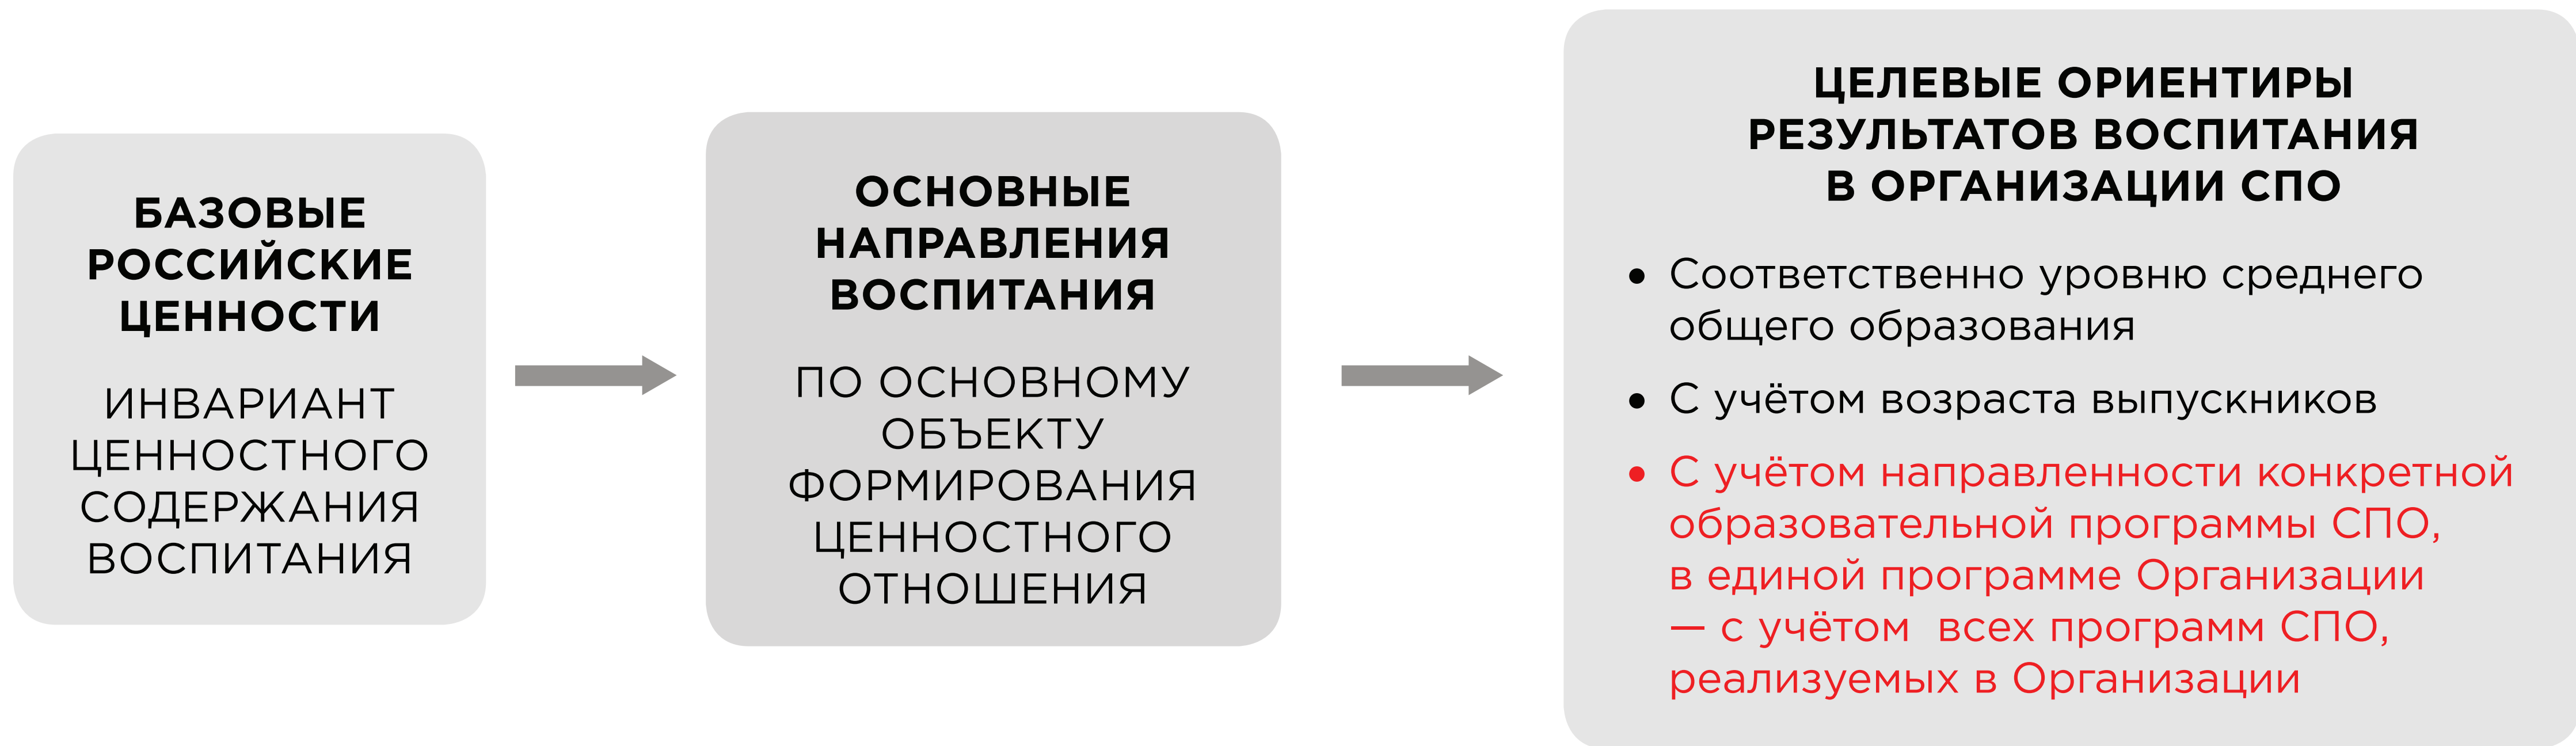 БАЗОВЫЕ
РОССИЙСКИЕ
ЦЕННОСТИ
ИНВАРИАНТ
ЦЕННОСТНОГО
СОДЕРЖАНИЯ
ВОСПИТАНИЯ
ОСНОВНЫЕ
НАПРАВЛЕНИЯ
ВОСПИТАНИЯ
ПО ОСНОВНОМУ
ОБЪЕКТУ
ФОРМИРОВАНИЯ
ЦЕННОСТНОГО
ОТНОШЕНИЯ
ЦЕЛЕВЫЕ ОРИЕНТИРЫ
РЕЗУЛЬТАТОВ ВОСПИТАНИЯ
В ОРГАНИЗАЦИИ СПО
• Соответственно уровню среднего
общего образования
• С учётом возраста выпускников
• С учётом направленности конкретной
образовательной программы СПО,
в единой программе Организации
— с учётом  всех программ СПО,
реализуемых в Организации